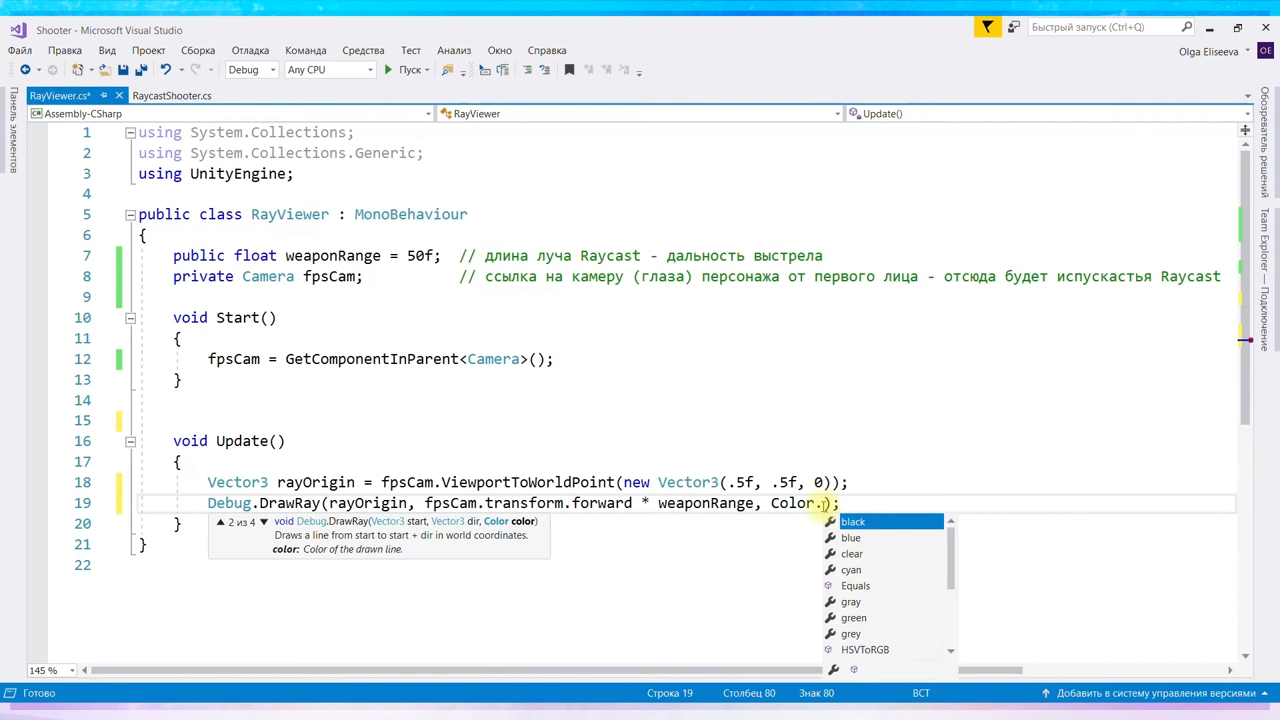 Shooter - Microsoft Visual Studio
Быстрый запуск (Ctrl+Q)
Файл Правка Вид Проект Сборка Отладка Команда Средства Тест Анализ Окно Справка
Olga Eliseeva OE
Debug Any CPU Пуск
RayViewer.cs* RaycastShooter.cs
Assembly-CSharp RayViewer Update()
Панель элементов
1 using System.Collections;
2 using System.Collections.Generic;
3 using UnityEngine;
4
5 public class RayViewer : MonoBehaviour
6 {
7 public float weaponRange = 50f; // длина луча Raycast - дальность выстрела
8 private Camera fpsCam; // ссылка на камеру (глаза) персонажа от первого лица - отсюда будет испускастья Raycast
9
10 void Start()
11 {
12 fpsCam = GetComponentInParent<Camera>();
13 }
14
15
16 void Update()
17 {
18 Vector3 rayOrigin = fpsCam.ViewportToWorldPoint(new Vector3(.5f, .5f, 0));
19 Debug.DrawRay(rayOrigin, fpsCam.transform.forward * weaponRange, Color.);
20 }
21 }
22
▲ 2 из 4 ▼ void Debug.DrawRay(Vector3 start, Vector3 dir, Color color)
Draws a line from start to start + dir in world coordinates.
color: Color of the drawn line.
black
blue
clear
cyan
Equals
gray
green
grey
HSVToRGB
Обозреватель решений
Team Explorer — Подключение
145 %
Готово Строка 19 Столбец 80 Знак 80 ВСТ Добавить в систему управления версиями